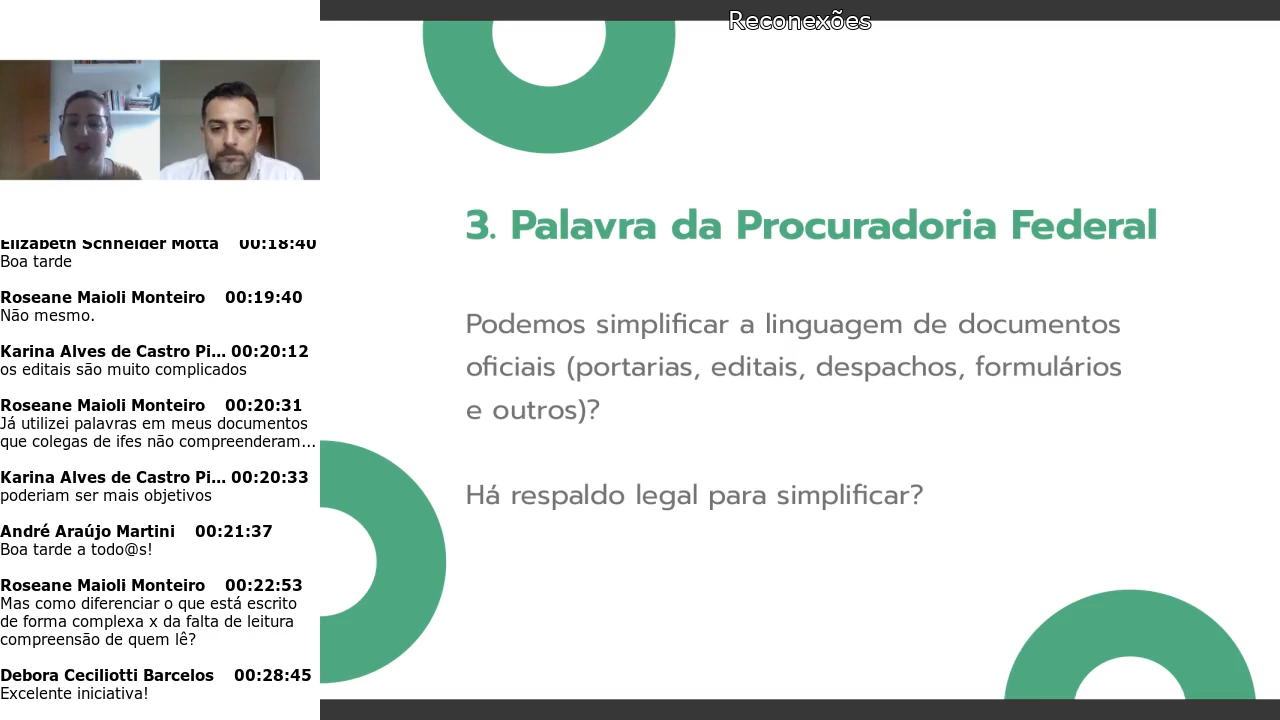 Reconexões
Elizabeth Schneider Motta 00:18:40
Boa tarde
Roseane Maioli Monteiro 00:19:40
Não mesmo.
Karina Alves de Castro Pi... 00:20:12
os editais são muito complicados
Roseane Maioli Monteiro 00:20:31
Já utilizei palavras em meus documentos
que colegas de ifes não compreenderam...
Karina Alves de Castro Pi... 00:20:33
poderiam ser mais objetivos
André Araújo Martini 00:21:37
Boa tarde a todo@s!
Roseane Maioli Monteiro 00:22:53
Mas como diferenciar o que está escrito
de forma complexa x da falta de leitura
compreensão de quem lê?
Debora Ceciliotti Barcelos 00:28:45
Excelente iniciativa!
3. Palavra da Procuradoria Federal
Podemos simplificar a linguagem de documentos
oficiais (portarias, editais, despachos, formulários
e outros)?
Há respaldo legal para simplificar?